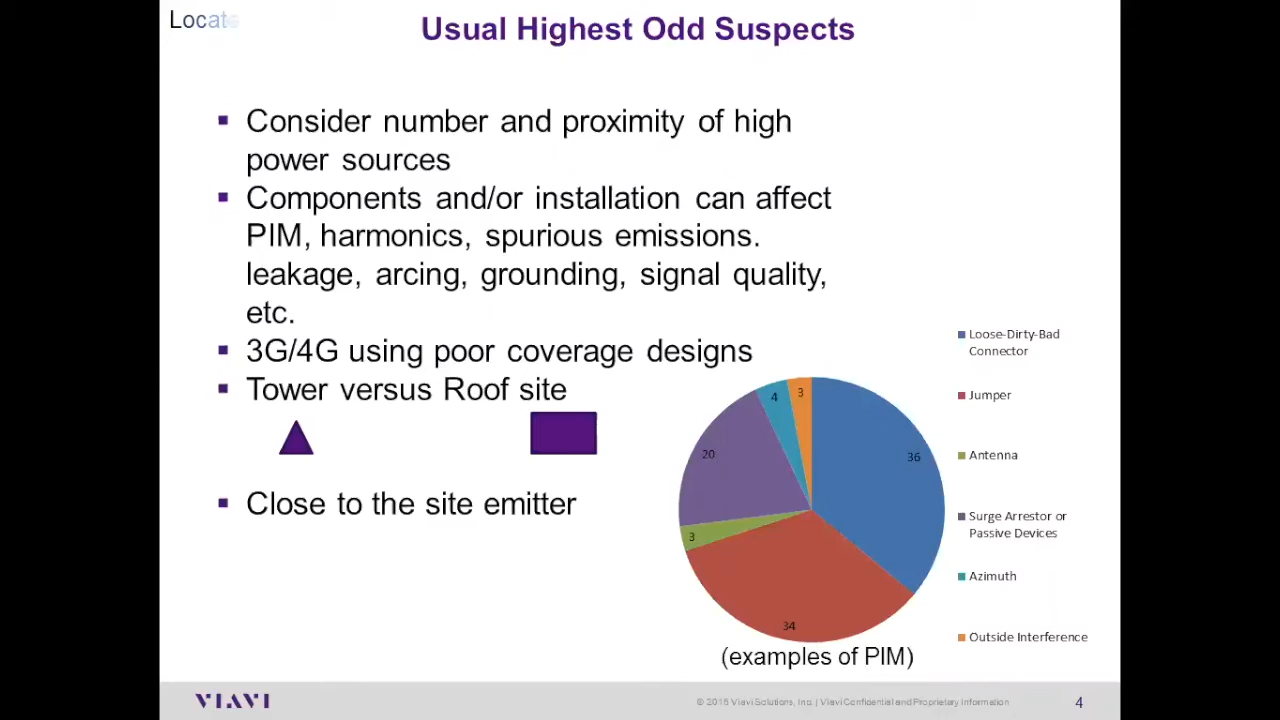 Usual Highest Odd Suspects
Consider number and proximity of high
power sources
Components and/or installation can affect
PIM, harmonics, spurious emissions.
leakage, arcing, grounding, signal quality,
etc.
3G/4G using poor coverage designs
Tower versus Roof site
Close to the site emitter
Loose-Dirty-Bad
Connector
Jumper
Antenna
Surge Arrestor or
Passive Devices
Azimuth
Outside Interference
36
34
3
20
4
3
(examples of PIM)
VIAVI
© 2015 Viavi Solutions, Inc. | Viavi Confidential and Proprietary Information
4